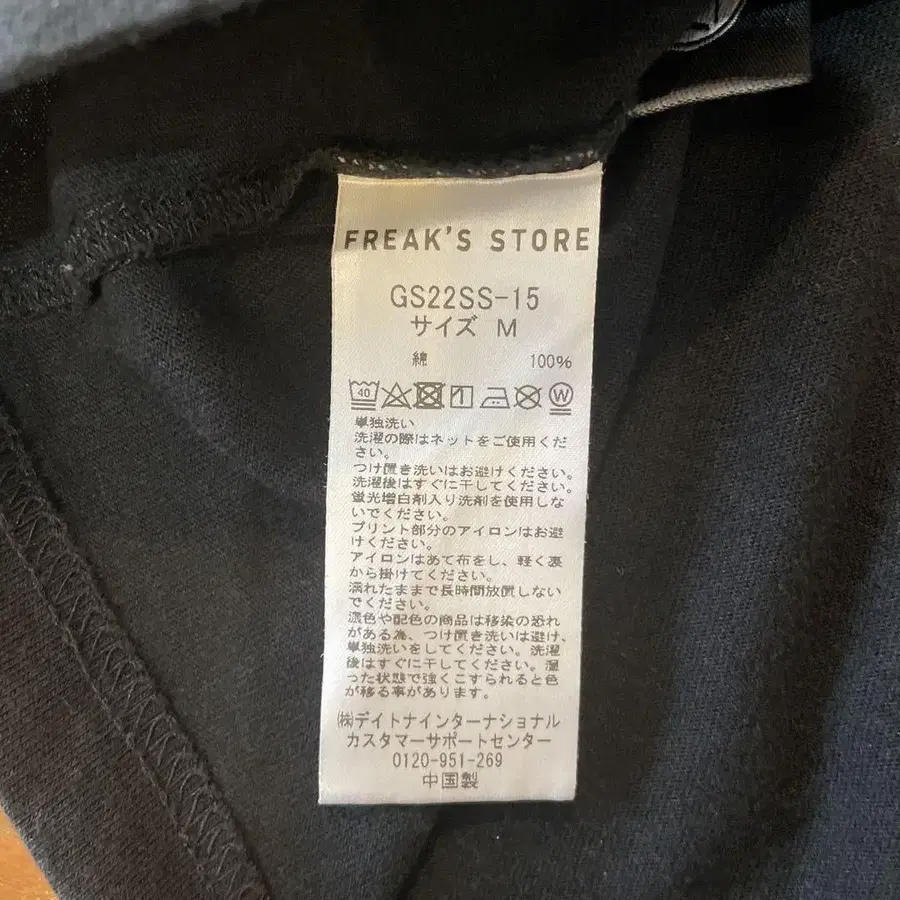 FREAK'S STORE
GS22SS-15
サイズ M
綿 100%
40 W
単独洗い
洗濯の際はネットをご使用くだ
さい。
つけ置き洗いはお避けください。
洗濯後はすぐに干してください。
蛍光増白剤入り洗剤を使用しな
いでください。
プリント部分のアイロンはお避
けください。
アイロンはあて布をし、軽く裏
から掛けてください。
濡れたままで長時間放置しない
でください。
濃色や配色の商品は移染の恐れ
がある為、つけ置き洗いは避け、
単独洗いをしてください。洗濯
後はすぐに干してください。湿
った状態で強くこすられると色
が移る事があります。
㈱デイトナインターナショナル
カスタマーサポートセンター
0120-951-269
中国製